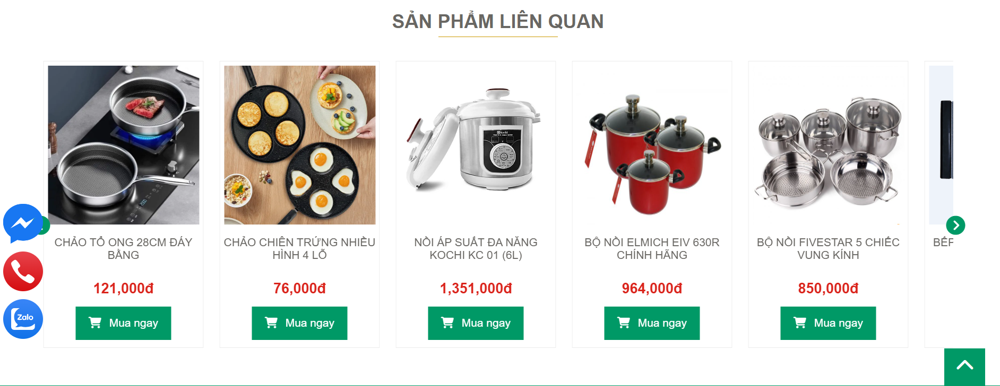 SẢN PHẨM LIÊN QUAN
CHẢO TỔ ONG 28CM ĐÁY
BẰNG
121,000đ
Mua ngay
CHẢO CHIÊN TRỨNG NHIỀU
HÌNH 4 LỖ
76,000đ
Mua ngay
Kochi
NỒI ÁP SUẤT ĐA NĂNG
KOCHI KC 01 (6L)
1,351,000đ
Mua ngay
BỘ NỒI ELMICH EIV 630R
CHÍNH HÃNG
964,000đ
Mua ngay
BỘ NỒI FIVESTAR 5 CHIẾC
VUNG KÍNH
850,000đ
Mua ngay
BẾP
Zalo